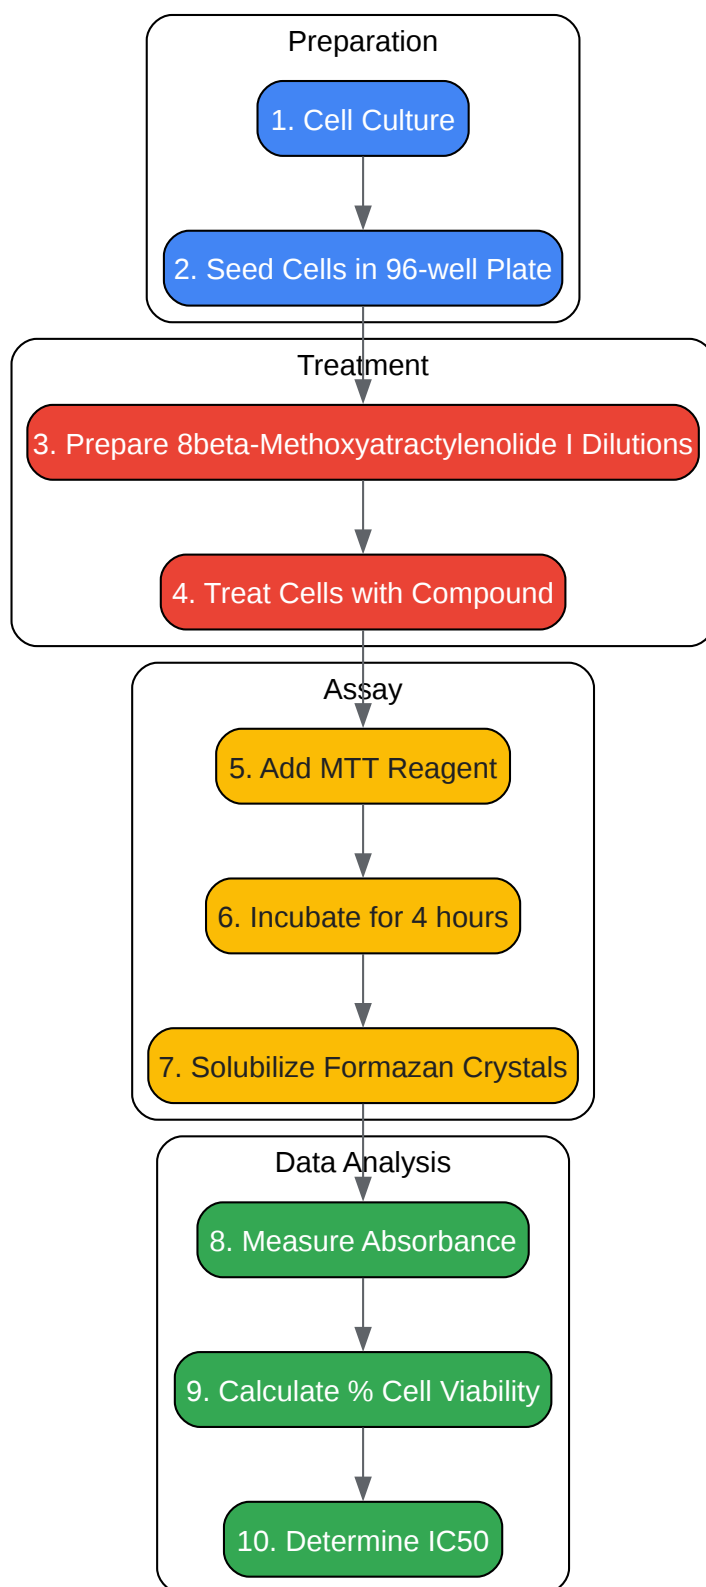 Preparation
1. Cell Culture
2. Seed Cells in 96-well Plate
Treatment
3. Prepare 8beta-Methoxyatractylenolide I Dilutions
4. Treat Cells with Compound
Assay
5. Add MTT Reagent
6. Incubate for 4 hours
7. Solubilize Formazan Crystals
Data Analysis
8. Measure Absorbance
9. Calculate % Cell Viability
10. Determine IC50